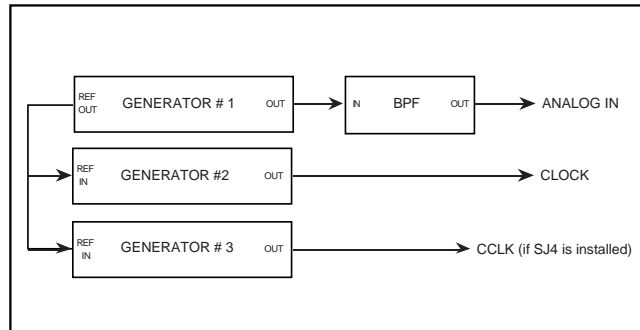 REF
OUT
GENERATOR # 1
OUT
IN
BPF
OUT
ANALOG IN
REF
IN
GENERATOR #2
OUT
CLOCK
REF
IN
GENERATOR # 3
OUT
CCLK (if SJ4 is installed)